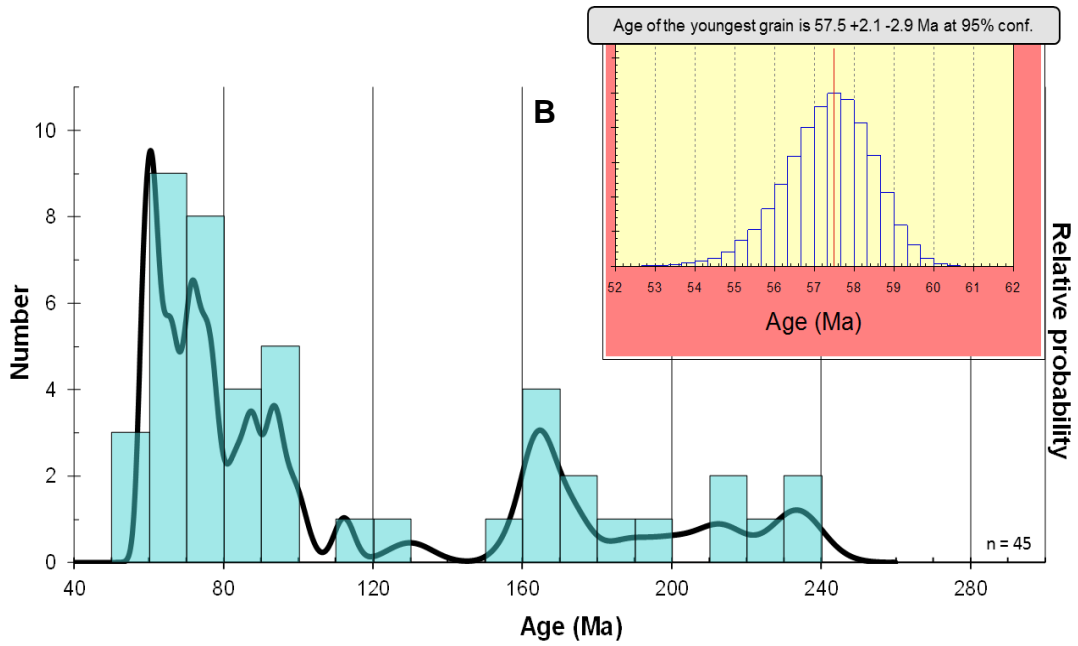 Age of the youngest grain is 57.5 +2.1 -2.9 Ma at 95% conf.
B
10
8
6
4
2
0
Number
52 53 54 55 56 57 58 59 60 61 62
Age (Ma)
Relative probability
n = 45
40 80 120 160 200 240 280
Age (Ma)